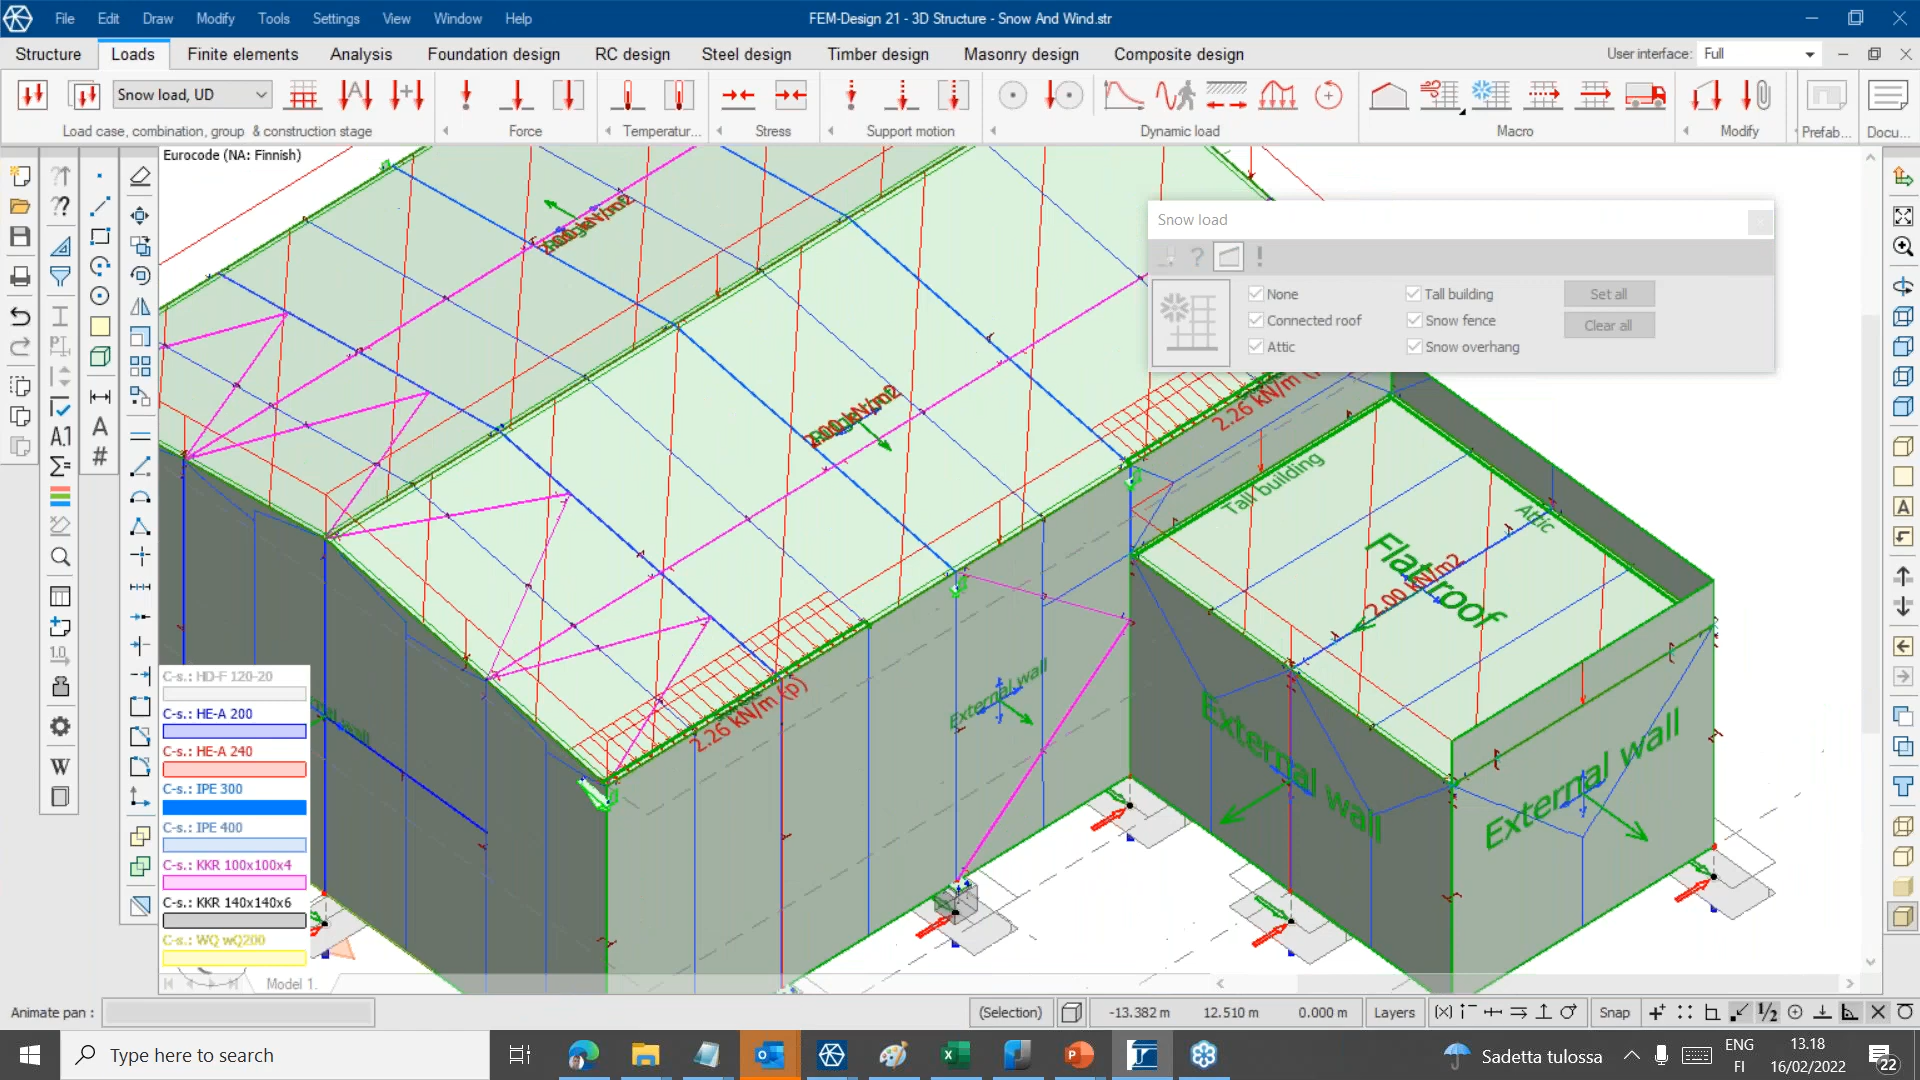 File Edit Draw Modify Tools Settings View Window Help
FEM-Design 21 - 3D Structure - Snow And Wind.str
Structure Loads Finite elements Analysis Foundation design RC design Steel design Timber design Masonry design Composite design
User interface: Full
Snow load, UD
Load case, combination, group & construction stage
Force
Temperatur...
Stress
Support motion
Dynamic load
Macro
Modify
Prefab...
Docu...
Eurocode (NA: Finnish)
Snow load
None
Tall building
Set all
Connected roof
Snow fence
Clear all
Attic
Snow overhang
2.26 kN/m
Tall building
Attic
Flat roof
2.00 kN/m2
2.26 kN/m (p)
External wall
External wall
External wall
C-s.: HD-F 120-20
C-s.: HE-A 200
C-s.: HE-A 240
C-s.: IPE 300
C-s.: IPE 400
C-s.: KKR 100x100x4
C-s.: KKR 140x140x6
C-s.: WQ wQ200
Model 1.
Animate pan :
(Selection)
-13.382 m 12.510 m 0.000 m
Layers
Snap
Type here to search
Sadetta tulossa
ENG
FI
13.18
16/02/2022
22